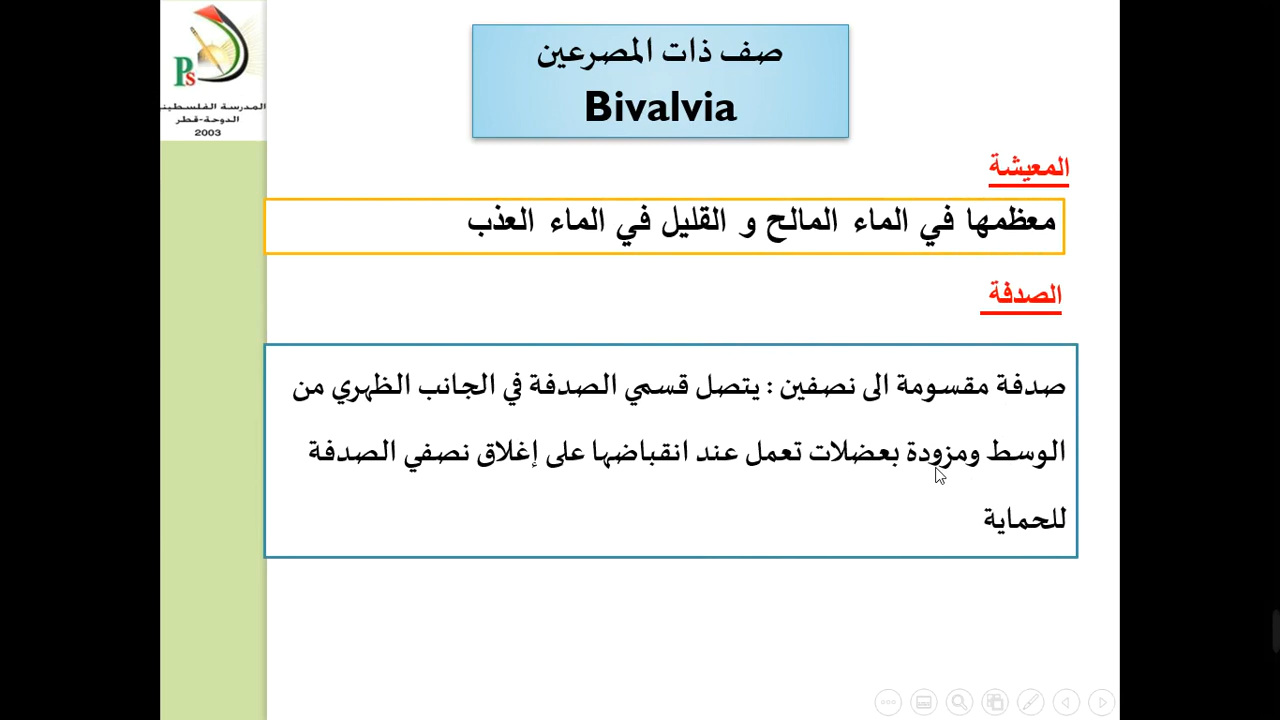 صف ذات المصرعين
Bivalvia
المعيشة
معظمها في الماء المالح و القليل في الماء العذب
الصدفة
صدفة مقسومة الى نصفين : يتصل قسمي الصدفة في الجانب الظهري من
الوسط ومزودة بعضلات تعمل عند انقباضها على إغلاق نصفي الصدفة
للحماية
Ps
المدرسة الفلسطينية
الدوحة-قطر
2003